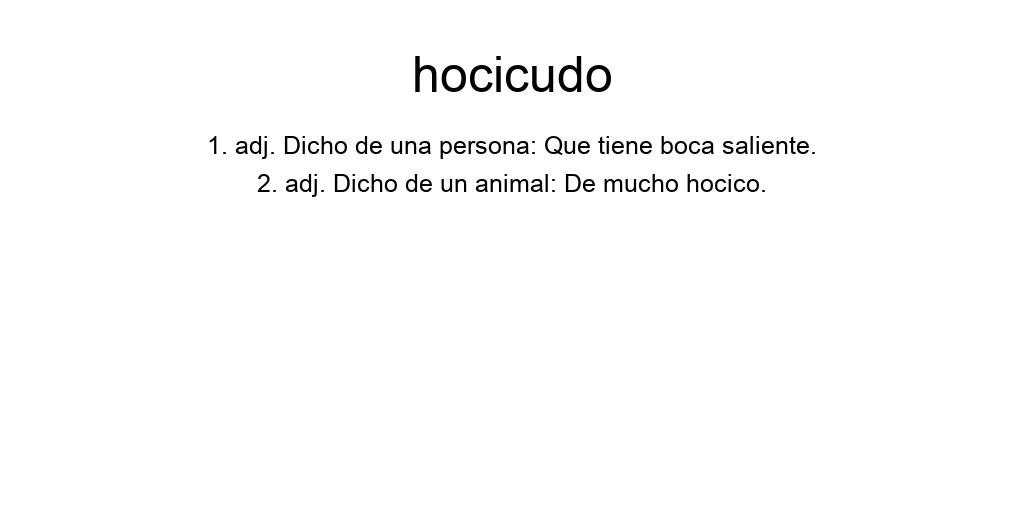 hocicudo
1. adj. Dicho de una persona: Que tiene boca saliente.
2. adj. Dicho de un animal: De mucho hocico.